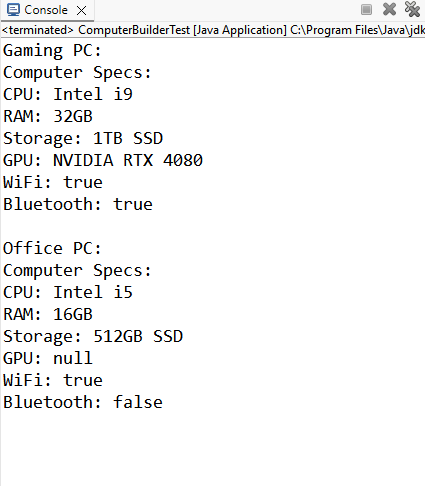 Console
<terminated> ComputerBuilderTest [Java Application] C:\Program Files\Java\jdk
Gaming PC:
Computer Specs:
CPU: Intel i9
RAM: 32GB
Storage: 1TB SSD
GPU: NVIDIA RTX 4080
WiFi: true
Bluetooth: true
Office PC:
Computer Specs:
CPU: Intel i5
RAM: 16GB
Storage: 512GB SSD
GPU: null
WiFi: true
Bluetooth: false